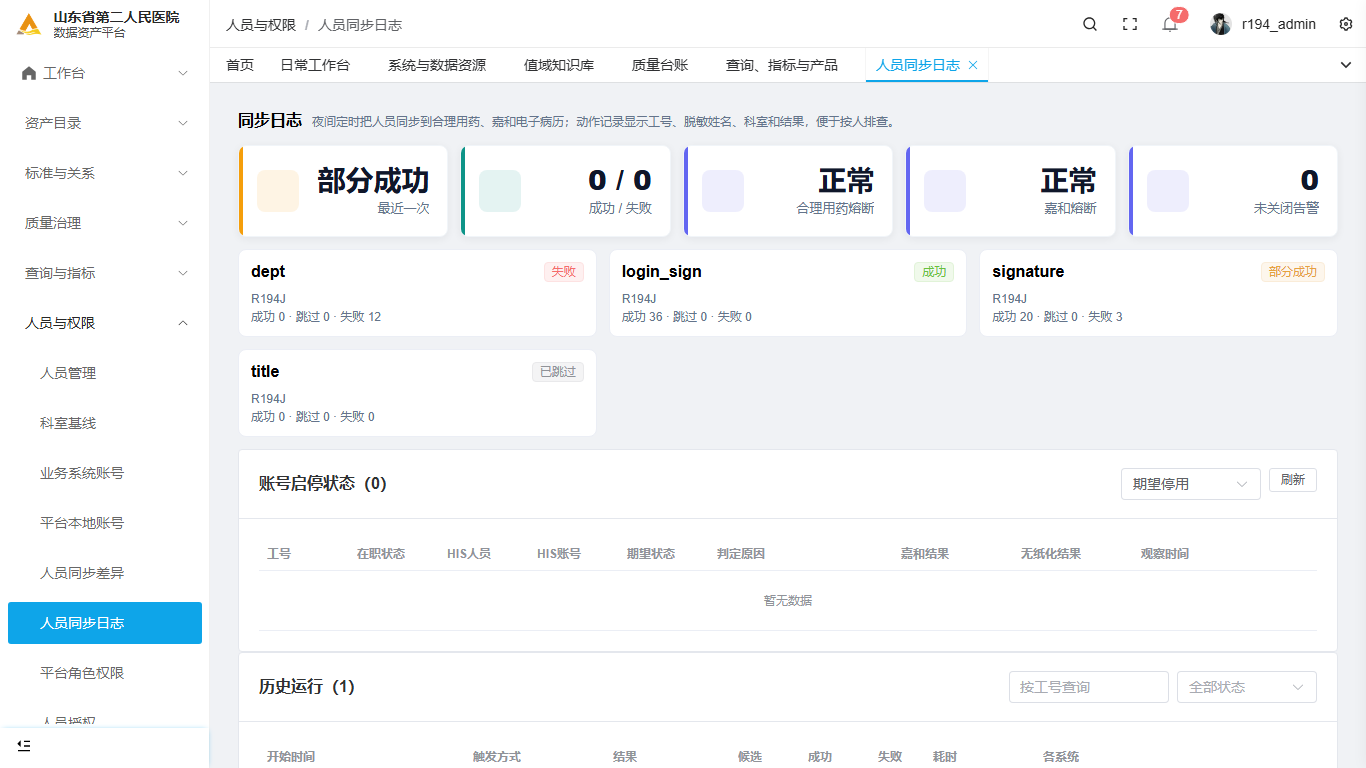 山东省第二人民医院
数据资产平台
人员与权限 / 人员同步日志
7
r194_admin
首页 日常工作台 系统与数据资源 值域知识库 质量台账 查询、指标与产品 人员同步日志
工作台
资产目录
标准与关系
质量治理
查询与指标
人员与权限
人员管理
科室基线
业务系统账号
平台本地账号
人员同步差异
人员同步日志
平台角色权限
人员授权
同步日志 夜间定时把人员同步到合理用药、嘉和电子病历；动作记录显示工号、脱敏姓名、科室和结果，便于按人排查。
部分成功
最近一次
0 / 0
成功 / 失败
正常
合理用药熔断
正常
嘉和熔断
0
未关闭告警
dept 失败
R194J
成功 0 · 跳过 0 · 失败 12
login_sign 成功
R194J
成功 36 · 跳过 0 · 失败 0
signature 部分成功
R194J
成功 20 · 跳过 0 · 失败 3
title 已跳过
R194J
成功 0 · 跳过 0 · 失败 0
账号启停状态（0） 期望停用 刷新
工号 在职状态 HIS人员 HIS账号 期望状态 判定原因 嘉和结果 无纸化结果 观察时间
暂无数据
历史运行（1） 按工号查询 全部状态
开始时间 触发方式 结果 候选 成功 失败 耗时 各系统